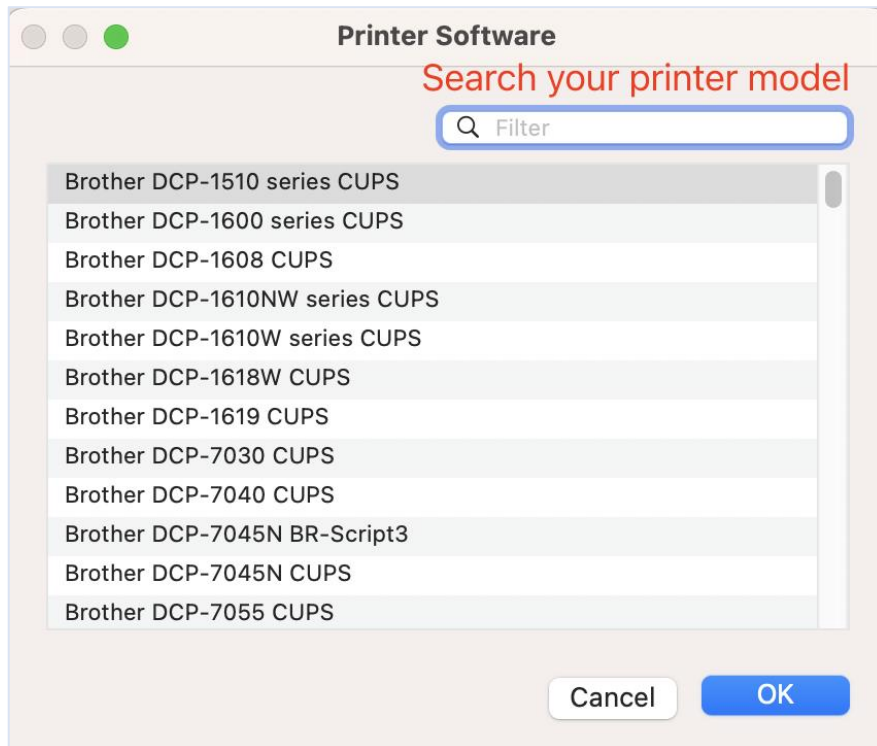 Printer Software
Search your printer model
Filter
Brother DCP-1510 series CUPS
Brother DCP-1600 series CUPS
Brother DCP-1608 CUPS
Brother DCP-1610NW series CUPS
Brother DCP-1610W series CUPS
Brother DCP-1618W CUPS
Brother DCP-1619 CUPS
Brother DCP-7030 CUPS
Brother DCP-7040 CUPS
Brother DCP-7045N BR-Script3
Brother DCP-7045N CUPS
Brother DCP-7055 CUPS
Cancel OK